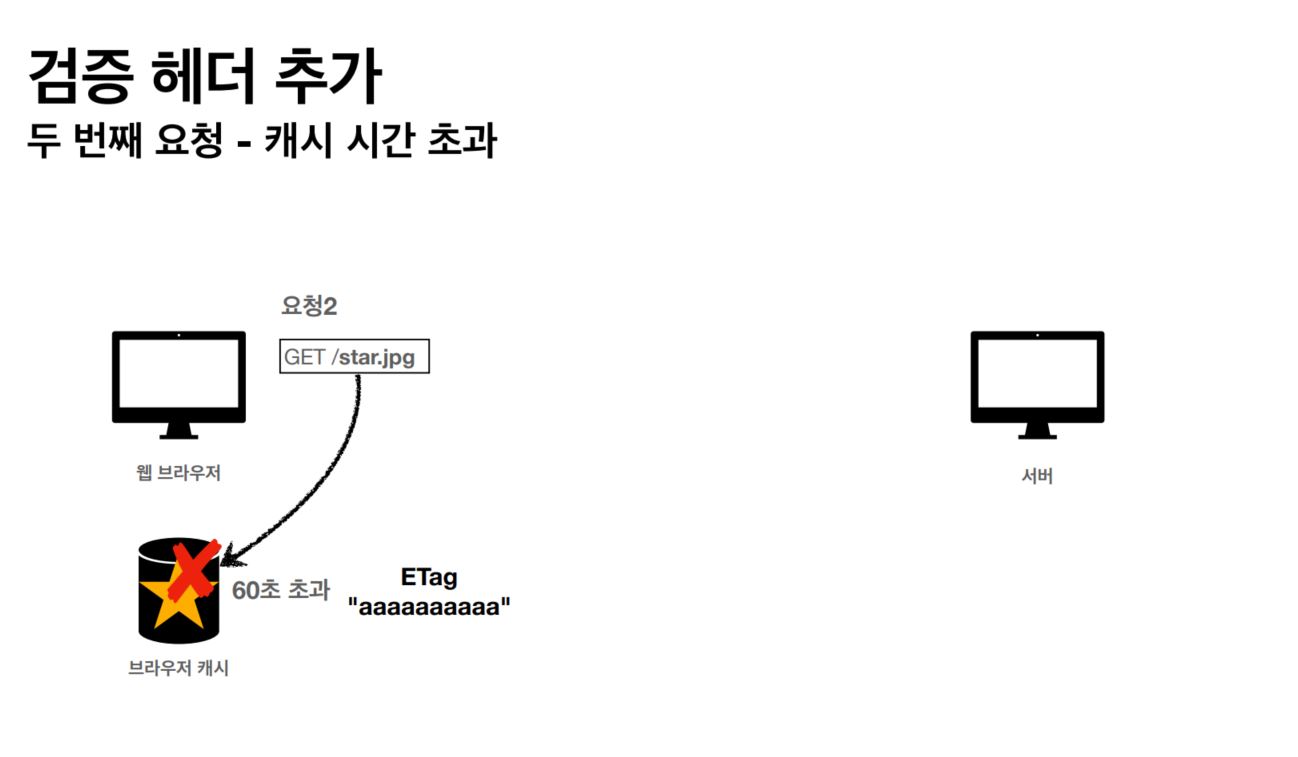 검증 헤더 추가
두 번째 요청 - 캐시 시간 초과
요청2
GET /star.jpg
웹 브라우저
서버
60초 초과
ETag
"aaaaaaaaaa"
브라우저 캐시